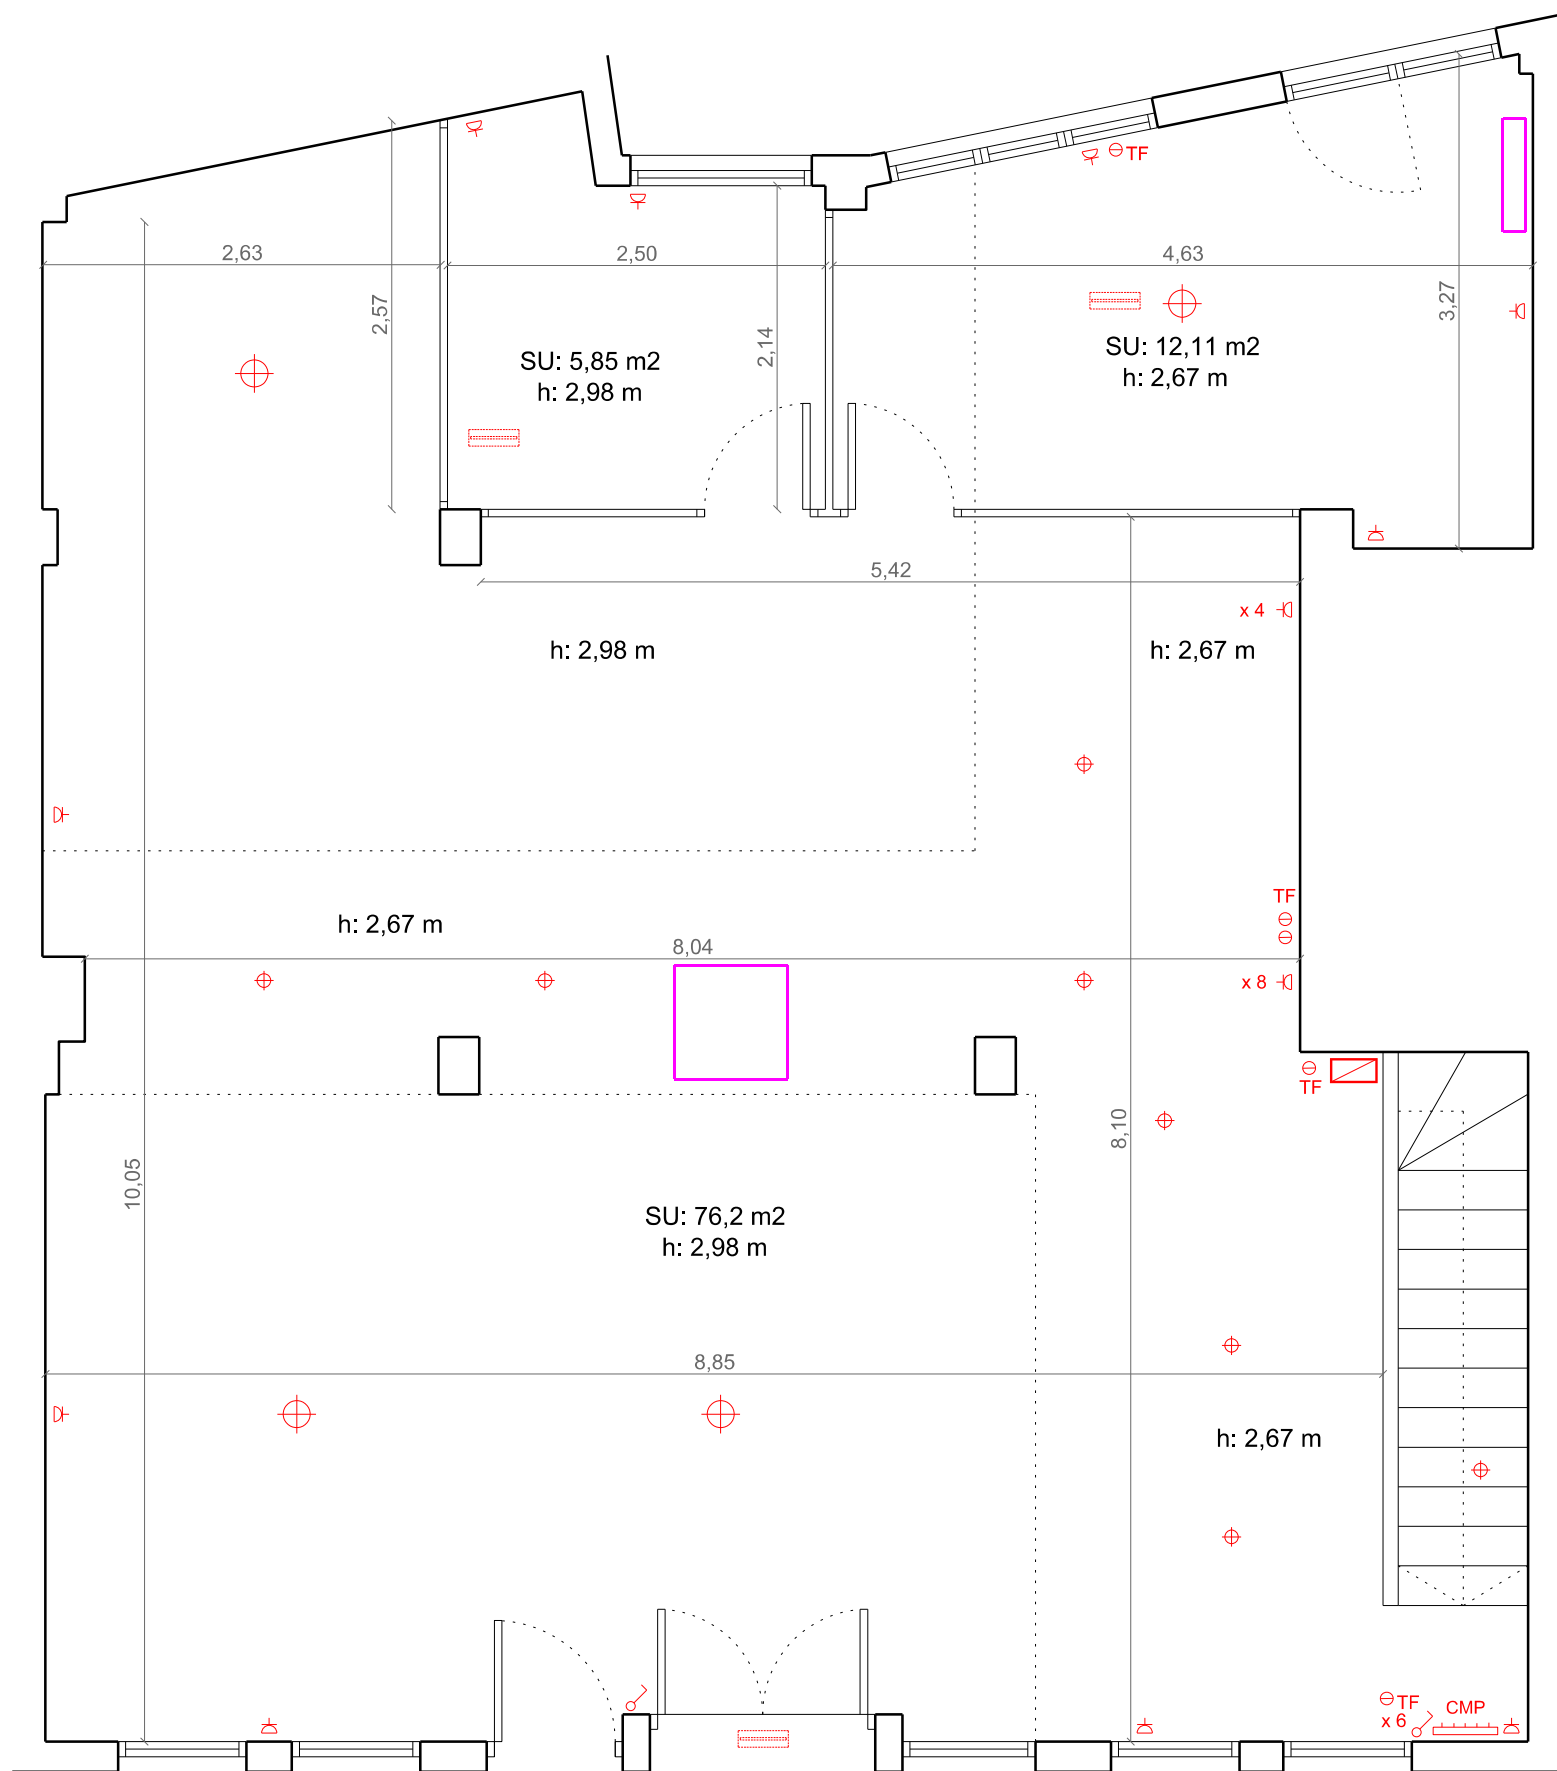 TF
2,63
2,50
4,63
2,57
2,14
3,27
SU: 5,85 m2
h: 2,98 m
SU: 12,11 m2
h: 2,67 m
5,42
x 4
h: 2,98 m
h: 2,67 m
TF
h: 2,67 m
8,04
x 8
TF
8,10
10,05
SU: 76,2 m2
h: 2,98 m
8,85
h: 2,67 m
TF
x 6
CMP